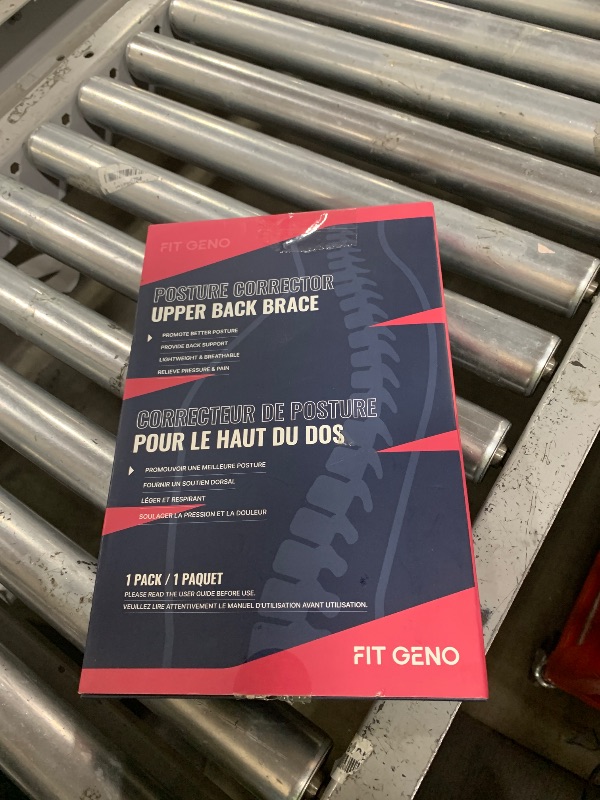 FIT GENO
POSTURE CORRECTOR
UPPER BACK BRACE
PROMOTE BETTER POSTURE
PROVIDE BACK SUPPORT
LIGHTWEIGHT & BREATHABLE
RELIEVE PRESSURE & PAIN
CORRECTEUR DE POSTURE
POUR LE HAUT DU DOS
PROMOUVOIR UNE MEILLEURE POSTURE
FOURNIR UN SOUTIEN DORSAL
LÉGER ET RESPIRANT
SOULAGER LA PRESSION ET LA DOULEUR
1 PACK / 1 PAQUET
PLEASE READ THE USER GUIDE BEFORE USE.
VEUILLEZ LIRE ATTENTIVEMENT LE MANUEL D'UTILISATION AVANT UTILISATION.
FIT GENO